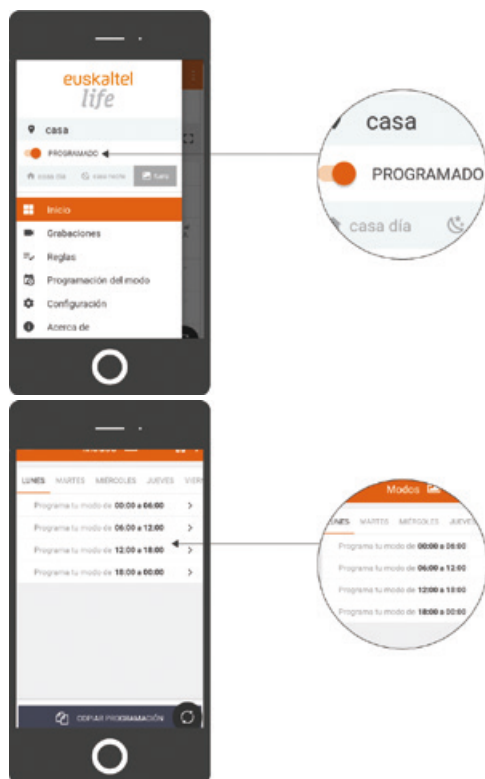 euskaltel
life
casa
PROGRAMADO
casa día casa noche fuera
Inicio
Grabaciones
Reglas
Programación del modo
Configuración
Acerca de
casa
PROGRAMADO
casa día
LUNES MARTES MIÉRCOLES JUEVES VIER
Programa tu modo de 00:00 a 06:00
Programa tu modo de 06:00 a 12:00
Programa tu modo de 12:00 a 18:00
Programa tu modo de 18:00 a 00:00
COPIAR PROGRAMACIÓN
Modos
UNES MARTES MIÉRCOLES JUEVES
Programa tu modo de 00:00 a 06:00
Programa tu modo de 06:00 a 12:00
Programa tu modo de 12:00 a 18:00
Programa tu modo de 18:00 a 00:00